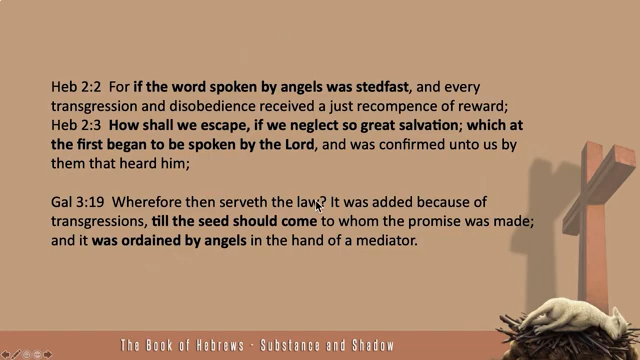 Heb 2:2  For if the word spoken by angels was stedfast, and every
transgression and disobedience received a just recompence of reward;
Heb 2:3  How shall we escape, if we neglect so great salvation; which at
the first began to be spoken by the Lord, and was confirmed unto us by
them that heard him;
Gal 3:19  Wherefore then serveth the law? It was added because of
transgressions, till the seed should come to whom the promise was made;
and it was ordained by angels in the hand of a mediator.
The Book of Hebrews - Substance and Shadow